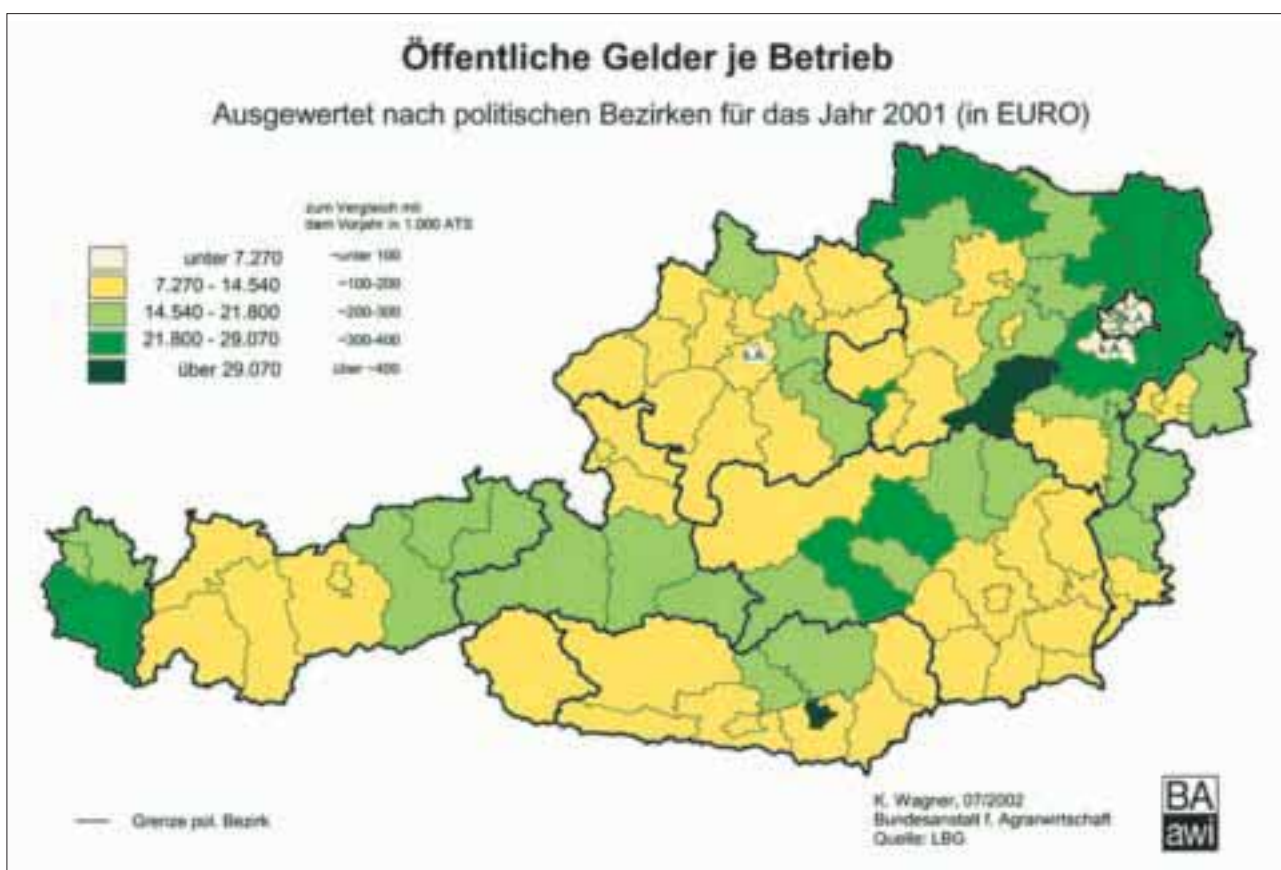 Öffentliche Gelder je Betrieb
Ausgewertet nach politischen Bezirken für das Jahr 2001 (in EURO)
zum Vergleich mit
dem Vorjahr in 1.000 ATS
unter 7.270 ~unter 100
7.270 - 14.540 ~100-200
14.540 - 21.800 ~200-300
21.800 - 29.070 ~300-400
über 29.070 über ~400
k.A.
k.A.
k.A.
Grenze pol. Bezirk
K. Wagner, 07/2002
Bundesanstalt f. Agrarwirtschaft
Quelle: LBG
BA
awi